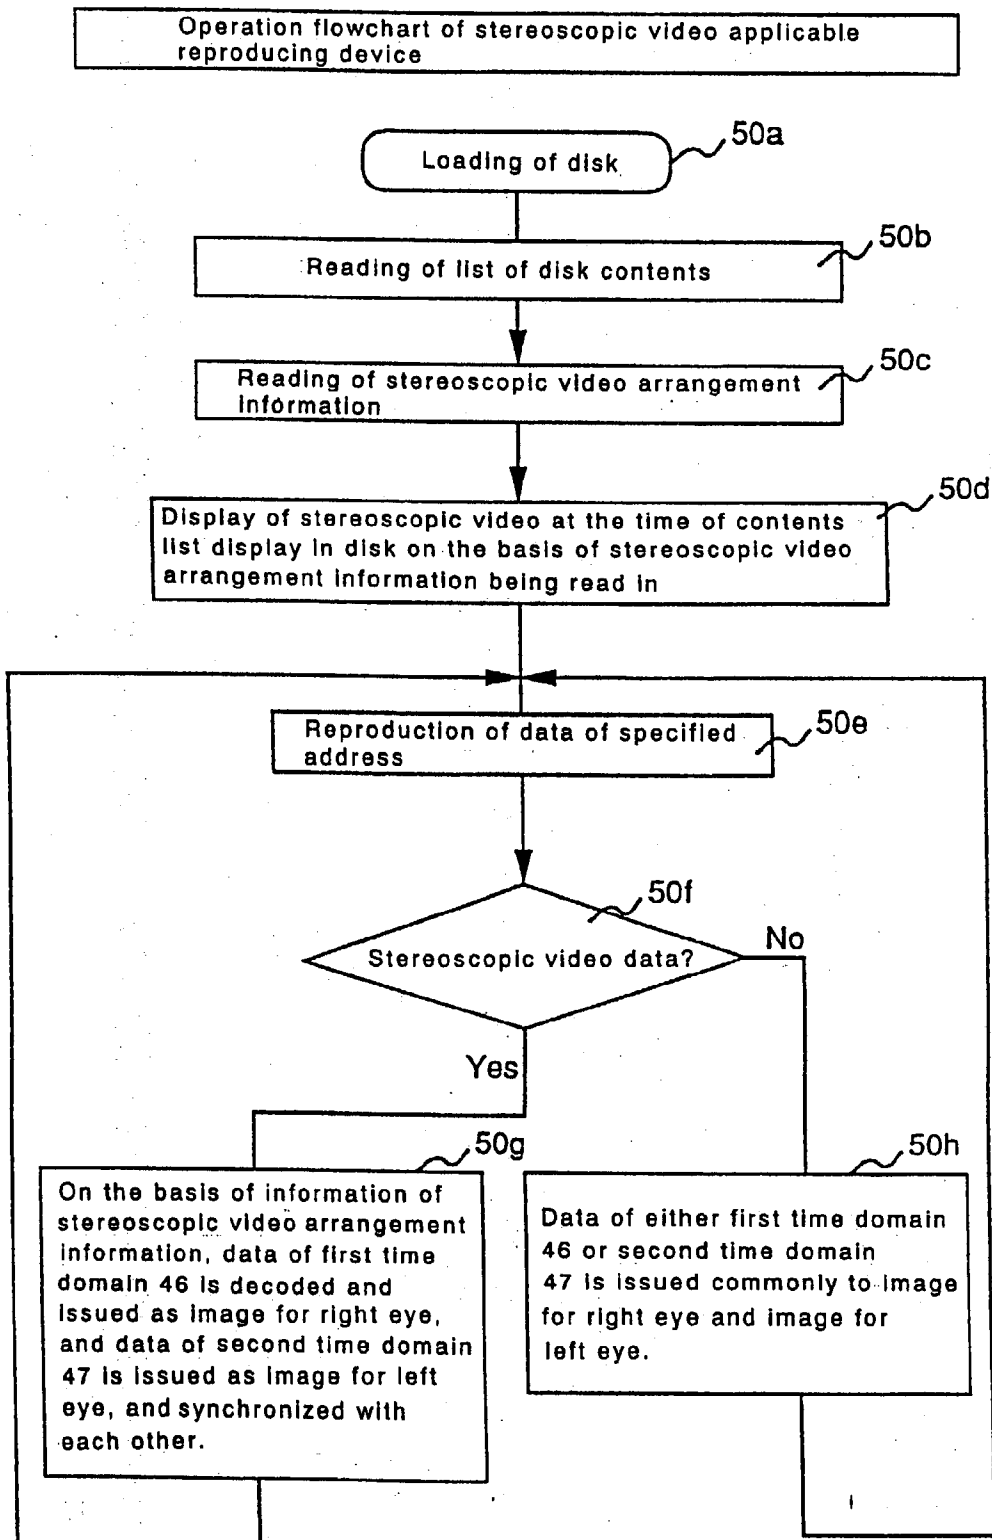 Operation flowchart of stereoscopic video applicable
reproducing device
50a
Loading of disk
50b
Reading of list of disk contents
50c
Reading of stereoscopic video arrangement
information
50d
Display of stereoscopic video at the time of contents
list display in disk on the basis of stereoscopic video
arrangement information being read in
50e
Reproduction of data of specified
address
50f
Stereoscopic video data?
No
Yes
50g
On the basis of information of
stereoscopic video arrangement
information, data of first time
domain 46 is decoded and
issued as image for right eye,
and data of second time domain
47 is issued as image for left
eye, and synchronized with
each other.
50h
Data of either first time domain
46 or second time domain
47 is issued commonly to image
for right eye and image for
left eye.